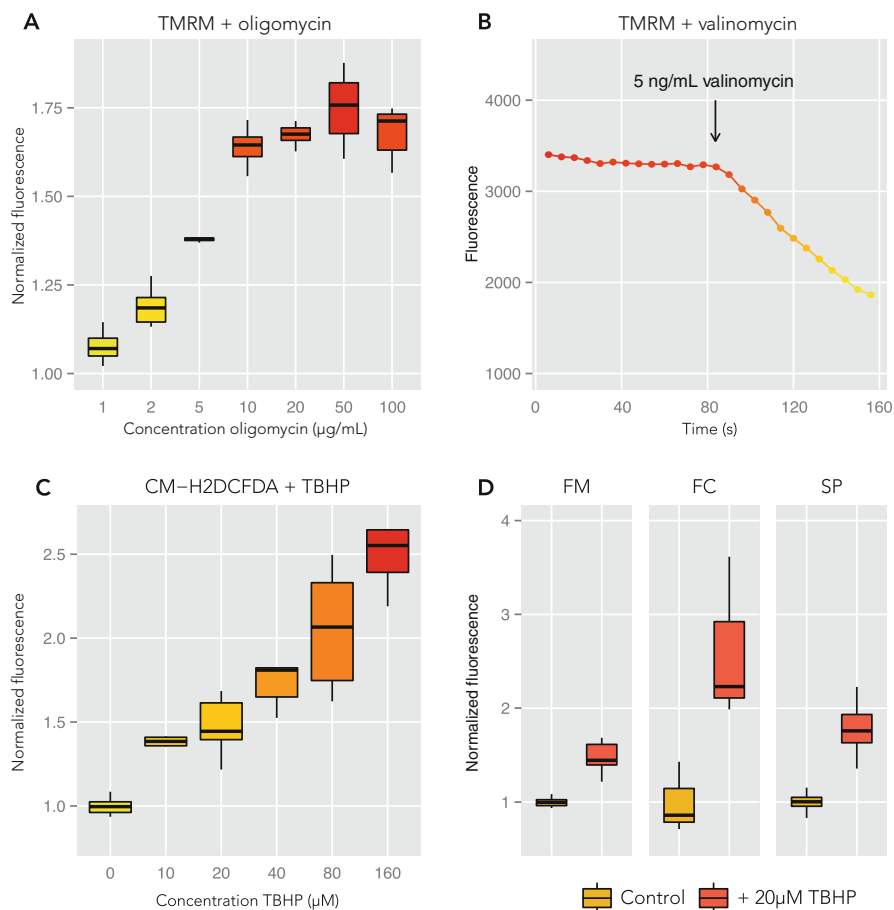 A
TMRM + oligomycin
Normalized fluorescence
1.75
1.50
1.25
1.00
1 2 5 10 20 50 100
Concentration oligomycin (µg/mL)
B
TMRM + valinomycin
5 ng/mL valinomycin
Fluorescence
4000
3000
2000
1000
0 40 80 120 160
Time (s)
C
CM−H2DCFDA + TBHP
Normalized fluorescence
2.5
2.0
1.5
1.0
0 10 20 40 80 160
Concentration TBHP (µM)
D
FM FC SP
Normalized fluorescence
4
3
2
1
Control + 20µM TBHP